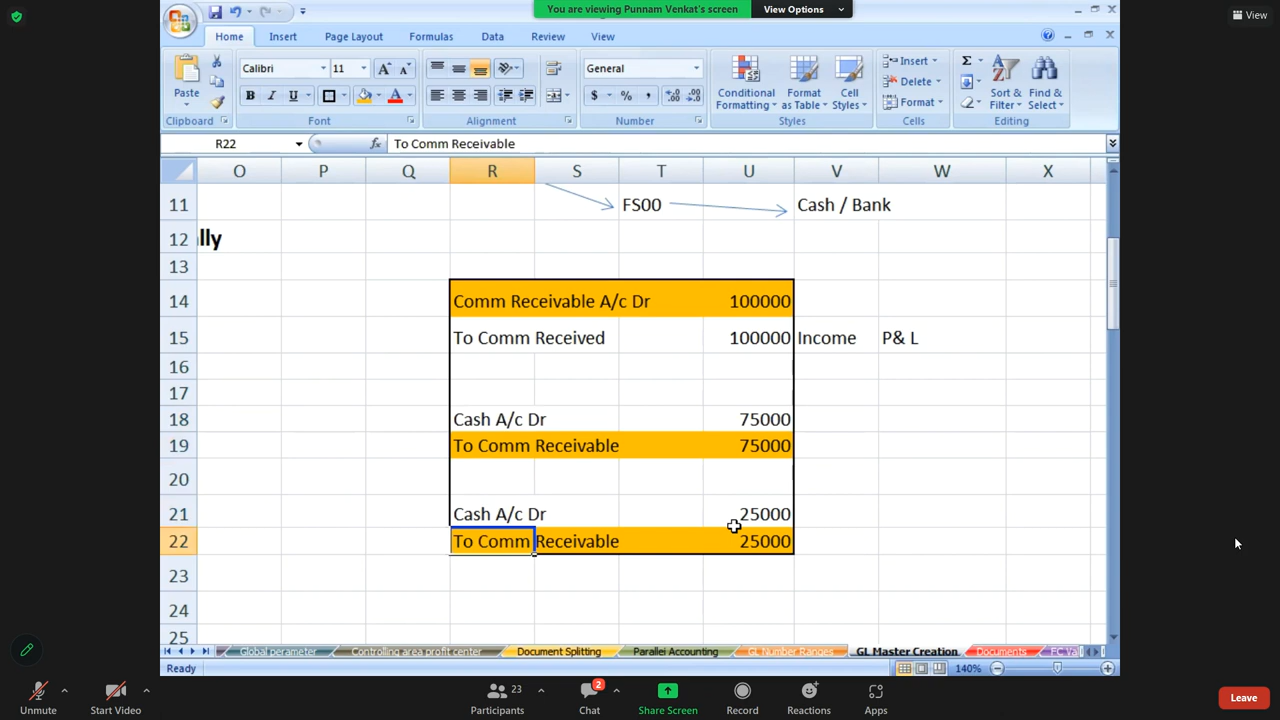 You are viewing Punnam Venkat's screen View Options
View
Home Insert Page Layout Formulas Data Review View
Calibri 11 General Insert
Paste Conditional Formatting Format as Table Cell Styles Delete Sort & Filter Find & Select
B I U $ % , Format
Clipboard Font Alignment Number Styles Cells Editing
R22 fx To Comm Receivable
O P Q R S T U V W X
11 FS00 Cash / Bank
12 lly
13
14 Comm Receivable A/c Dr 100000
15 To Comm Received 100000 Income P& L
16
17
18 Cash A/c Dr 75000
19 To Comm Receivable 75000
20
21 Cash A/c Dr 25000
22 To Comm Receivable 25000
23
24
25
Global perameter Controlling area profit center Document Splitting Parallel Accounting GL Number Ranges GL Master Creation Documents FC Va
Ready 140%
23 2
Unmute Start Video Participants Chat Share Screen Record Reactions Apps Leave